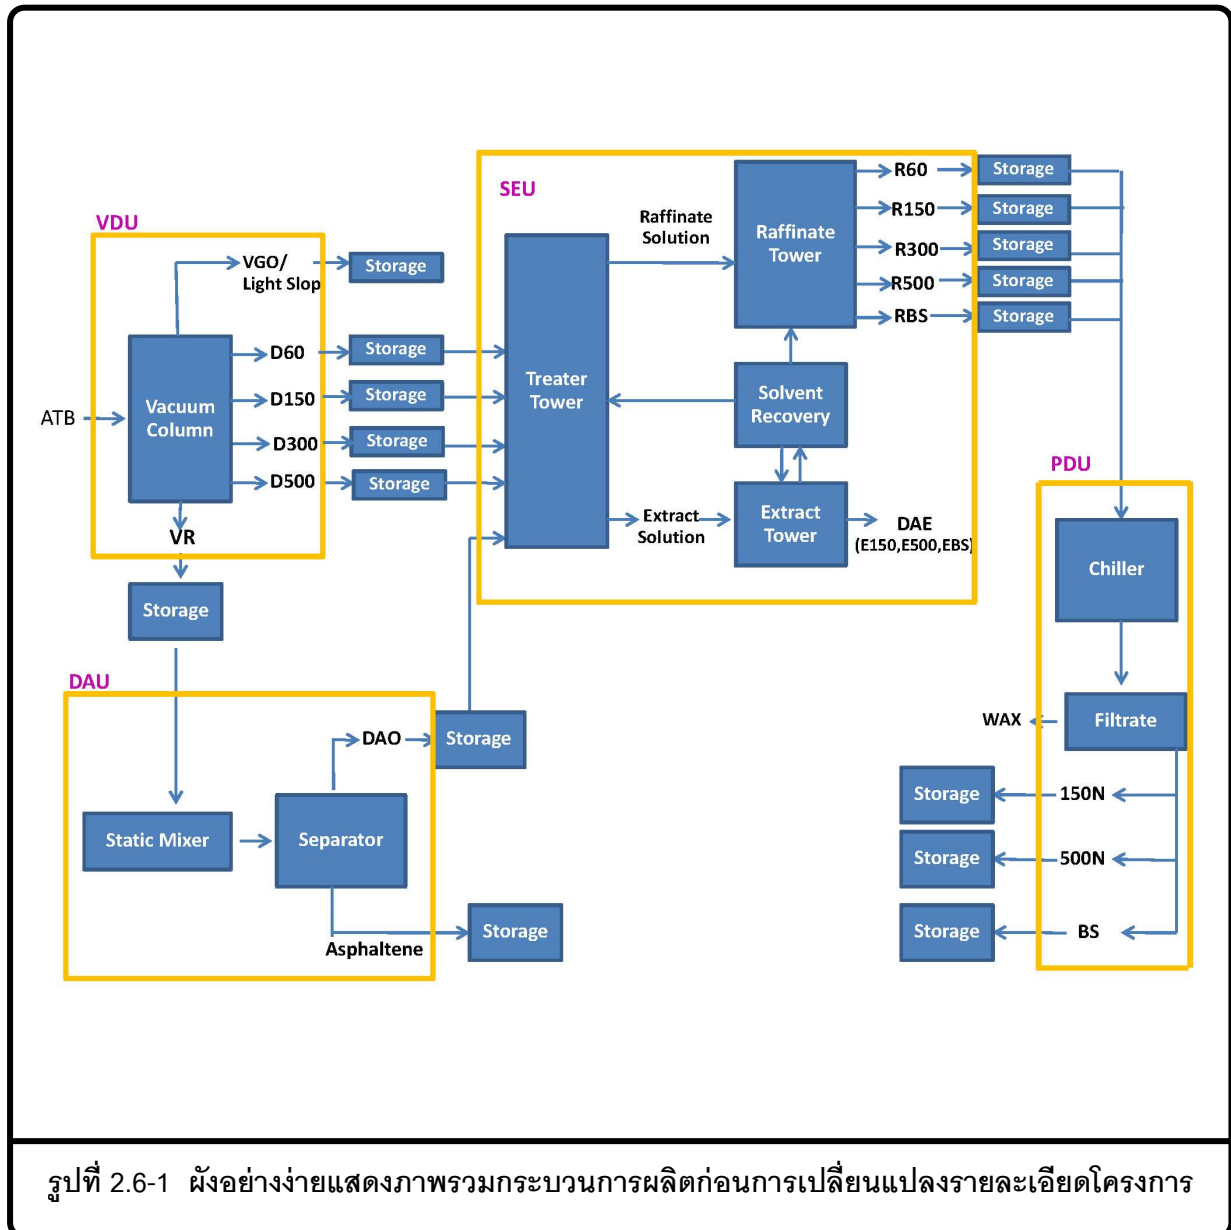 VDU
VGO/
Light Slop
Storage
ATB
Vacuum
Column
D60
Storage
D150
Storage
D300
Storage
D500
Storage
VR
Storage
DAU
Static Mixer
Separator
DAO
Storage
Asphaltene
Storage
SEU
Treater
Tower
Raffinate
Solution
Raffinate
Tower
R60
Storage
R150
Storage
R300
Storage
R500
Storage
RBS
Storage
Solvent
Recovery
Extract
Solution
Extract
Tower
DAE
(E150,E500,EBS)
PDU
Chiller
Filtrate
WAX
150N
Storage
500N
Storage
BS
Storage
รูปที่ 2.6-1 ผังอย่างง่ายแสดงภาพรวมกระบวนการผลิตก่อนการเปลี่ยนแปลงรายละเอียดโครงการ